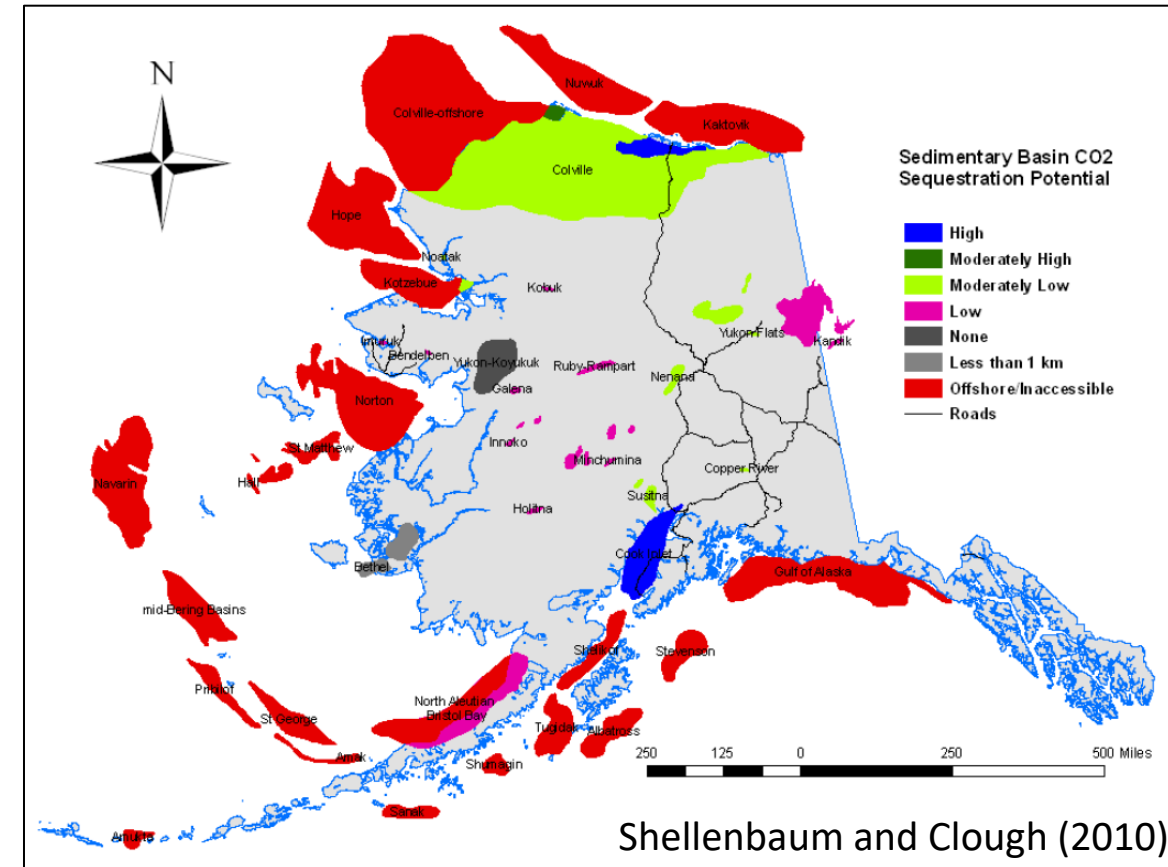 N
Nuwuk
Colville-offshore
Kaktovik
Colville
Sedimentary Basin CO2
Sequestration Potential
High
Moderately High
Moderately Low
Low
None
Less than 1 km
Offshore/Inaccessible
Roads
Hope
Noatak
Kotzebue
Kobuk
Imuruk
Bendeleben
Yukon-Koyukuk
Ruby-Rampart
Yukon Flats
Kandik
Galena
Nenana
Norton
St Matthew
Innoko
Minchumina
Copper River
Navarin
Hall
Holitna
Susitna
Bethel
Cook Inlet
Gulf of Alaska
mid-Bering Basins
Shelikof
Stevenson
Pribilof
St George
North Aleutian
Bristol Bay
Tugidak
Albatross
Amak
Shumagin
Sanak
Amukta
250 125 0 250 500 Miles
Shellenbaum and Clough (2010)